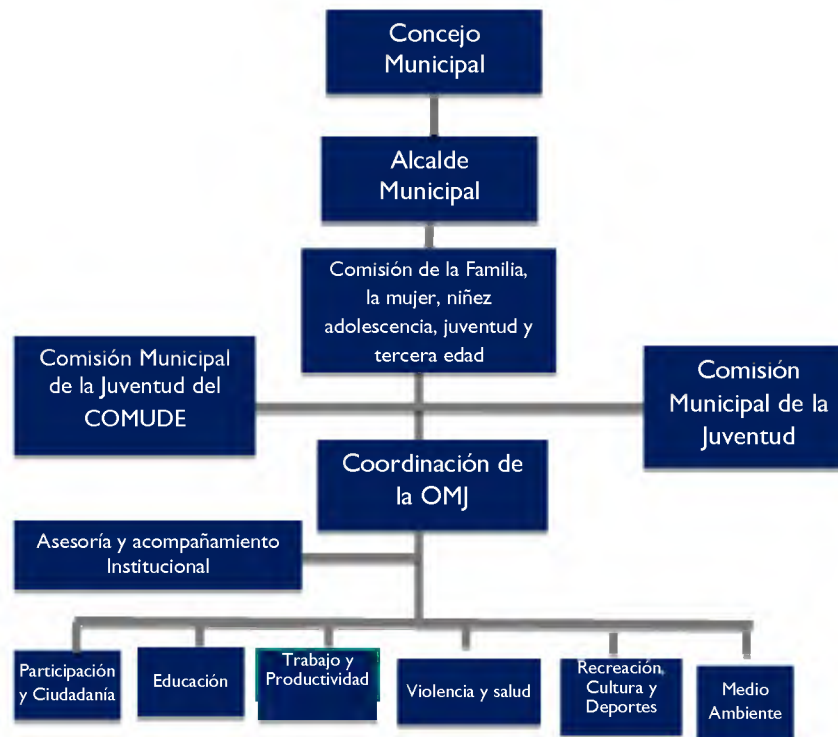 Concejo
Municipal
Alcalde
Municipal
Comisión de la Familia,
la mujer, niñez
adolescencia, juventud y
tercera edad
Comisión Municipal
de la Juventud del
COMUDE
Comisión
Municipal de la
Juventud
Coordinación de
la OMJ
Asesoría y acompañamiento
Institucional
Participación
y Ciudadanía
Educación
Trabajo y
Productividad
Violencia y salud
Recreación,
Cultura y
Deportes
Medio
Ambiente